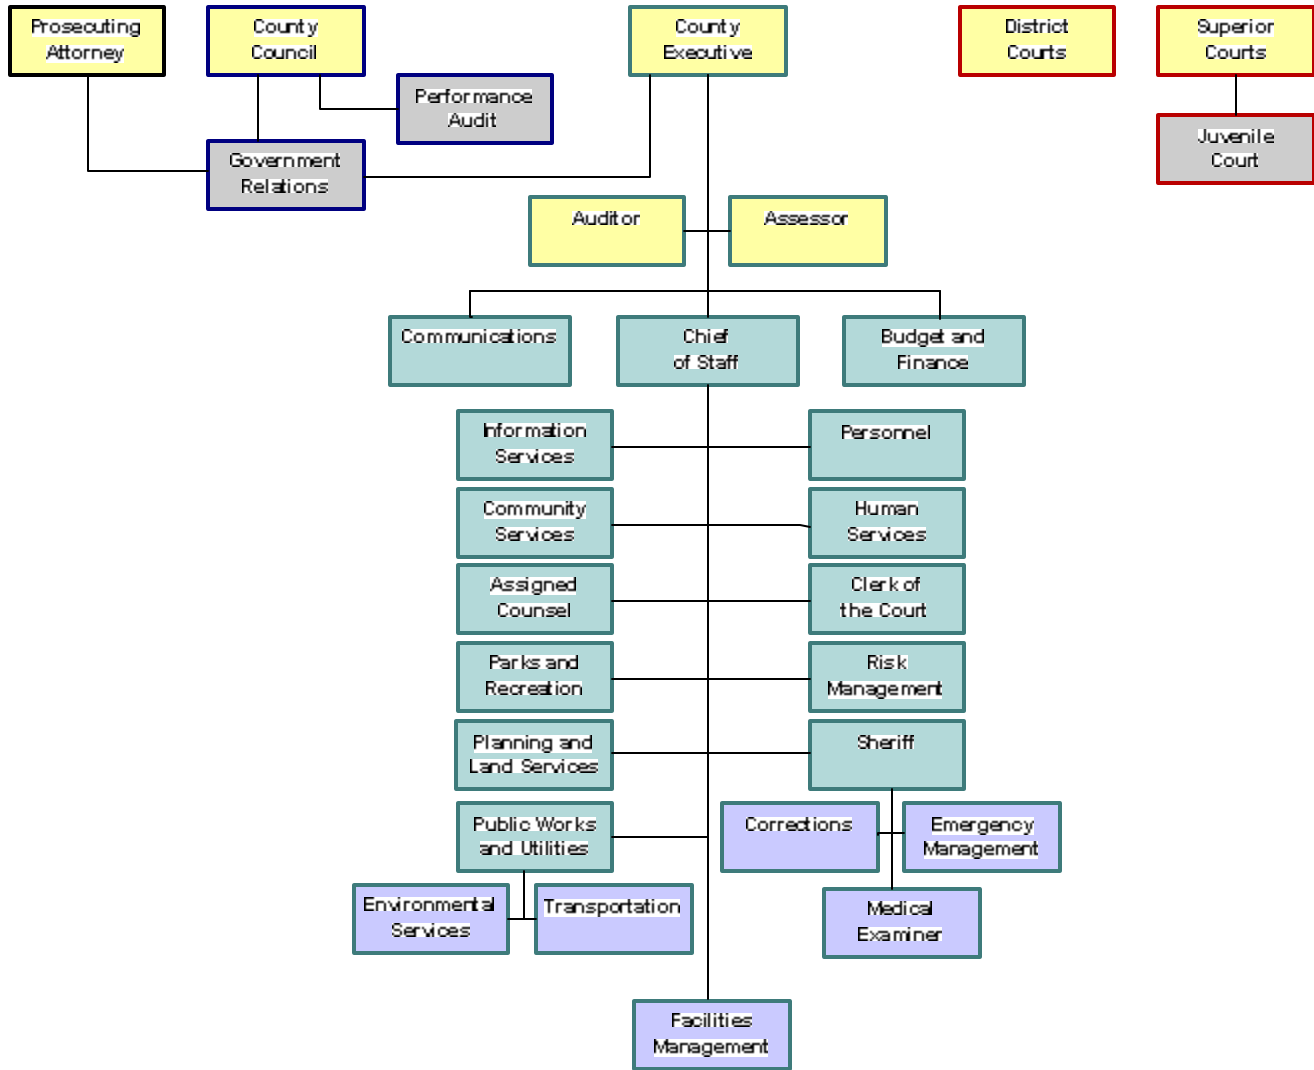 Prosecuting
Attorney
County
Council
County
Executive
District
Courts
Superior
Courts
Performance
Audit
Juvenile
Court
Government
Relations
Auditor
Assessor
Communications
Chief
of Staff
Budget and
Finance
Information
Services
Personnel
Community
Services
Human
Services
Assigned
Counsel
Clerk of
the Court
Parks and
Recreation
Risk
Management
Planning and
Land Services
Sheriff
Public Works
and Utilities
Corrections
Emergency
Management
Environmental
Services
Transportation
Medical
Examiner
Facilities
Management